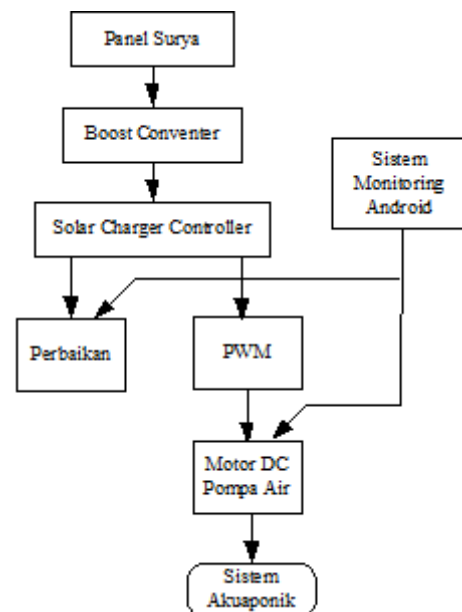 Panel Surya
Boost Conventer
Sistem
Monitoring
Android
Solar Charger Controller
Perbaikan
PWM
Motor DC
Pompa Air
Sistem
Akuaponik